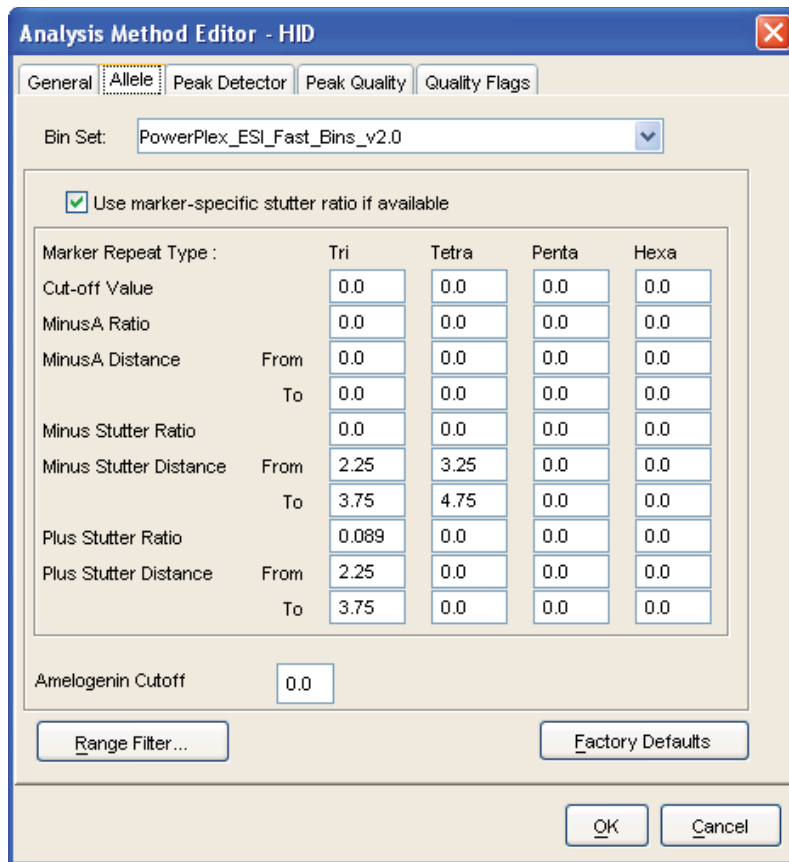 Analysis Method Editor - HID
General Allele Peak Detector Peak Quality Quality Flags
Bin Set: PowerPlex_ESI_Fast_Bins_v2.0
Use marker-specific stutter ratio if available
Marker Repeat Type : Tri Tetra Penta Hexa
Cut-off Value 0.0 0.0 0.0 0.0
MinusA Ratio 0.0 0.0 0.0 0.0
MinusA Distance From 0.0 0.0 0.0 0.0
To 0.0 0.0 0.0 0.0
Minus Stutter Ratio 0.0 0.0 0.0 0.0
Minus Stutter Distance From 2.25 3.25 0.0 0.0
To 3.75 4.75 0.0 0.0
Plus Stutter Ratio 0.089 0.0 0.0 0.0
Plus Stutter Distance From 2.25 0.0 0.0 0.0
To 3.75 0.0 0.0 0.0
Amelogenin Cutoff 0.0
Range Filter... Factory Defaults
OK Cancel